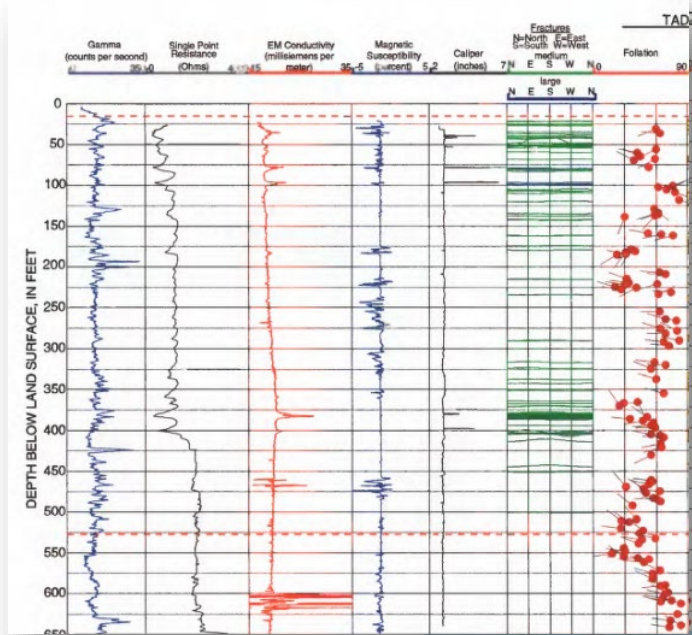 TAD
Fractures
N=North E=East
S=South W=West
medium
Gamma
(counts per second)
Single Point
Resistance
(Ohms)
EM Conductivity
(millisiemens per
meter)
Magnetic
Susceptibility
(percent)
Caliper
(inches)
Foliation
35
-5
5
2
7
N E S W N
0
90
large
N E S W N
0
50
100
150
200
250
300
350
400
450
500
550
600
650
DEPTH BELOW LAND SURFACE, IN FEET